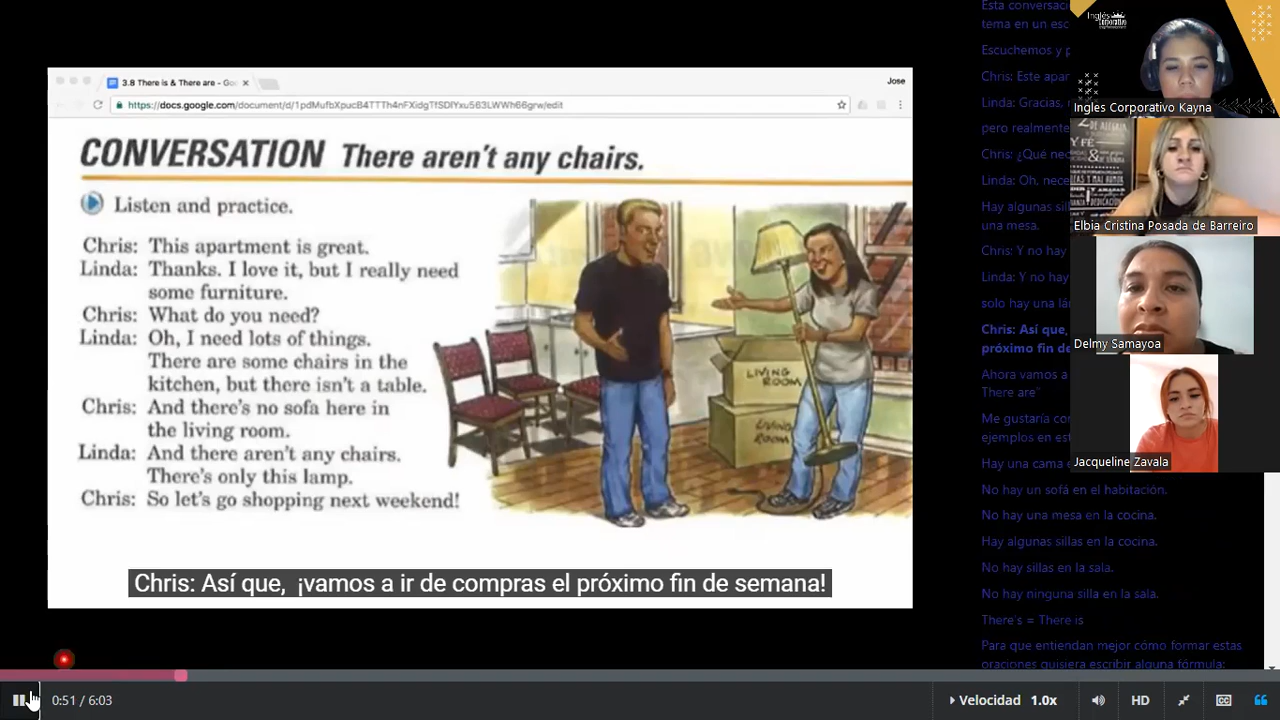 3.8 There is & There are - Go
Jose
https://docs.google.com/document/d/1pdMufbXpucB4TTTh4nFXidgTfSDIYxu563LWWh66grw/edit
CONVERSATION There aren't any chairs.
Listen and practice.
Chris: This apartment is great.
Linda: Thanks. I love it, but I really need
some furniture.
Chris: What do you need?
Linda: Oh, I need lots of things.
There are some chairs in the
kitchen, but there isn't a table.
Chris: And there's no sofa here in
the living room.
Linda: And there aren't any chairs.
There's only this lamp.
Chris: So let's go shopping next weekend!
LIVING
ROOM
LIVING
ROOM
Chris: Así que, ¡vamos a ir de compras el próximo fin de semana!
Esta
tema en un
Escuchemos y
Chris: Este
Linda: Gracias,
pero realmente
Chris: ¿Qué
Linda: Oh,
Hay algunas
una mesa.
Chris: Y no hay
Linda: Y no hay
solo hay una
Chris: Así que,
próximo fin
Ahora vamos a
There are"
Me gustaría
ejemplos en
Hay una cama
No hay un sofá en el habitación.
No hay una mesa en la cocina.
Hay algunas sillas en la cocina.
No hay sillas en la sala.
No hay ninguna silla en la sala.
There's = There is
Para que entiendan mejor cómo formar estas
oraciones quisiera escribir alguna fórmula:
Inglés
Corporativo
Ingles Corporativo Kayna
Y FÉ
Elbia Cristina Posada de Barreiro
Delmy Samayoa
Jacqueline Zavala
0:51 / 6:03
Velocidad 1.0x
HD
CC